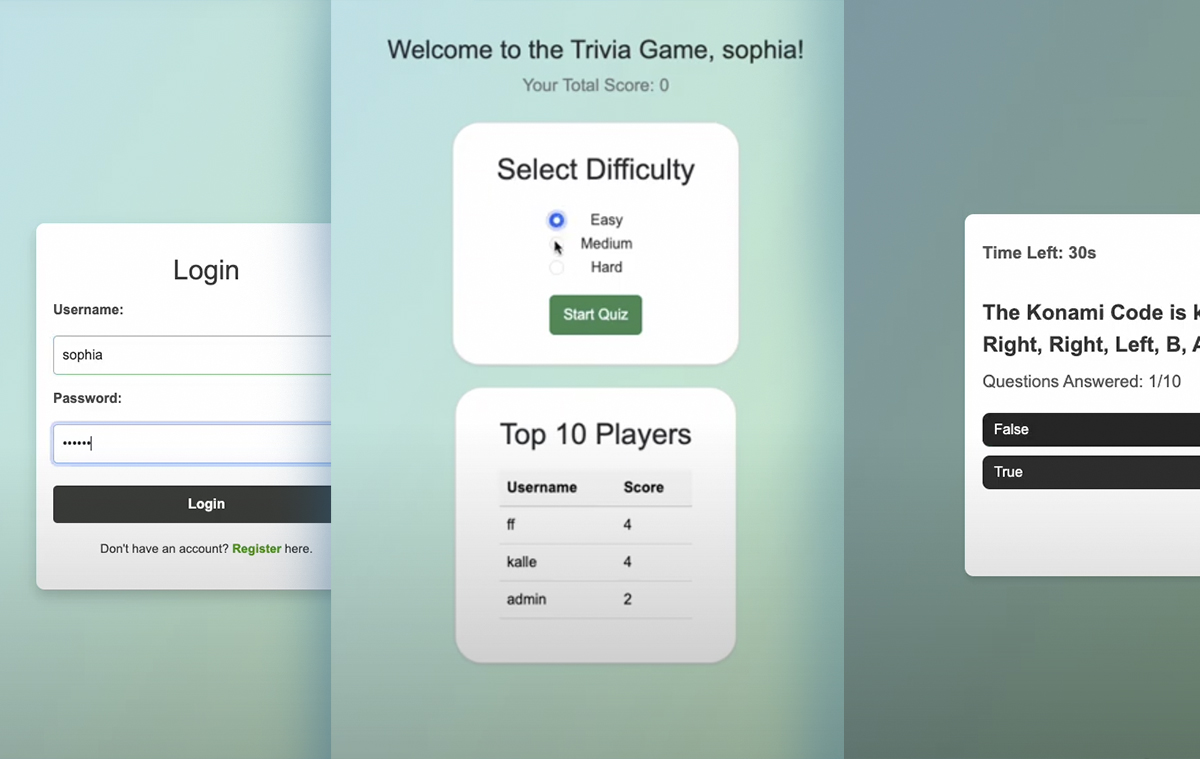 Login
Username:
sophia
Password:
••••••
Login
Don't have an account? Register here.
Welcome to the Trivia Game, sophia!
Your Total Score: 0
Select Difficulty
Easy
Medium
Hard
Start Quiz
Top 10 Players
Username Score
ff 4
kalle 4
admin 2
Time Left: 30s
The Konami Code is k
Right, Right, Left, B, A
Questions Answered: 1/10
False
True